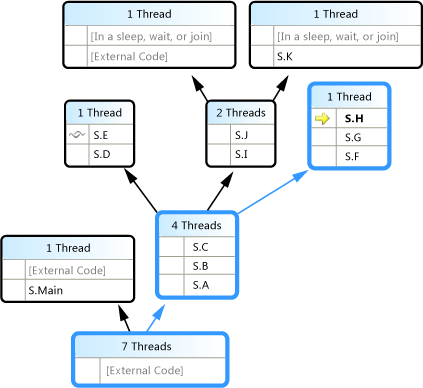 1 Thread
[In a sleep, wait, or join]
[External Code]
1 Thread
[In a sleep, wait, or join]
S.K
1 Thread
S.E
S.D
2 Threads
S.J
S.I
1 Thread
S.H
S.G
S.F
4 Threads
S.C
S.B
S.A
1 Thread
[External Code]
S.Main
7 Threads
[External Code]